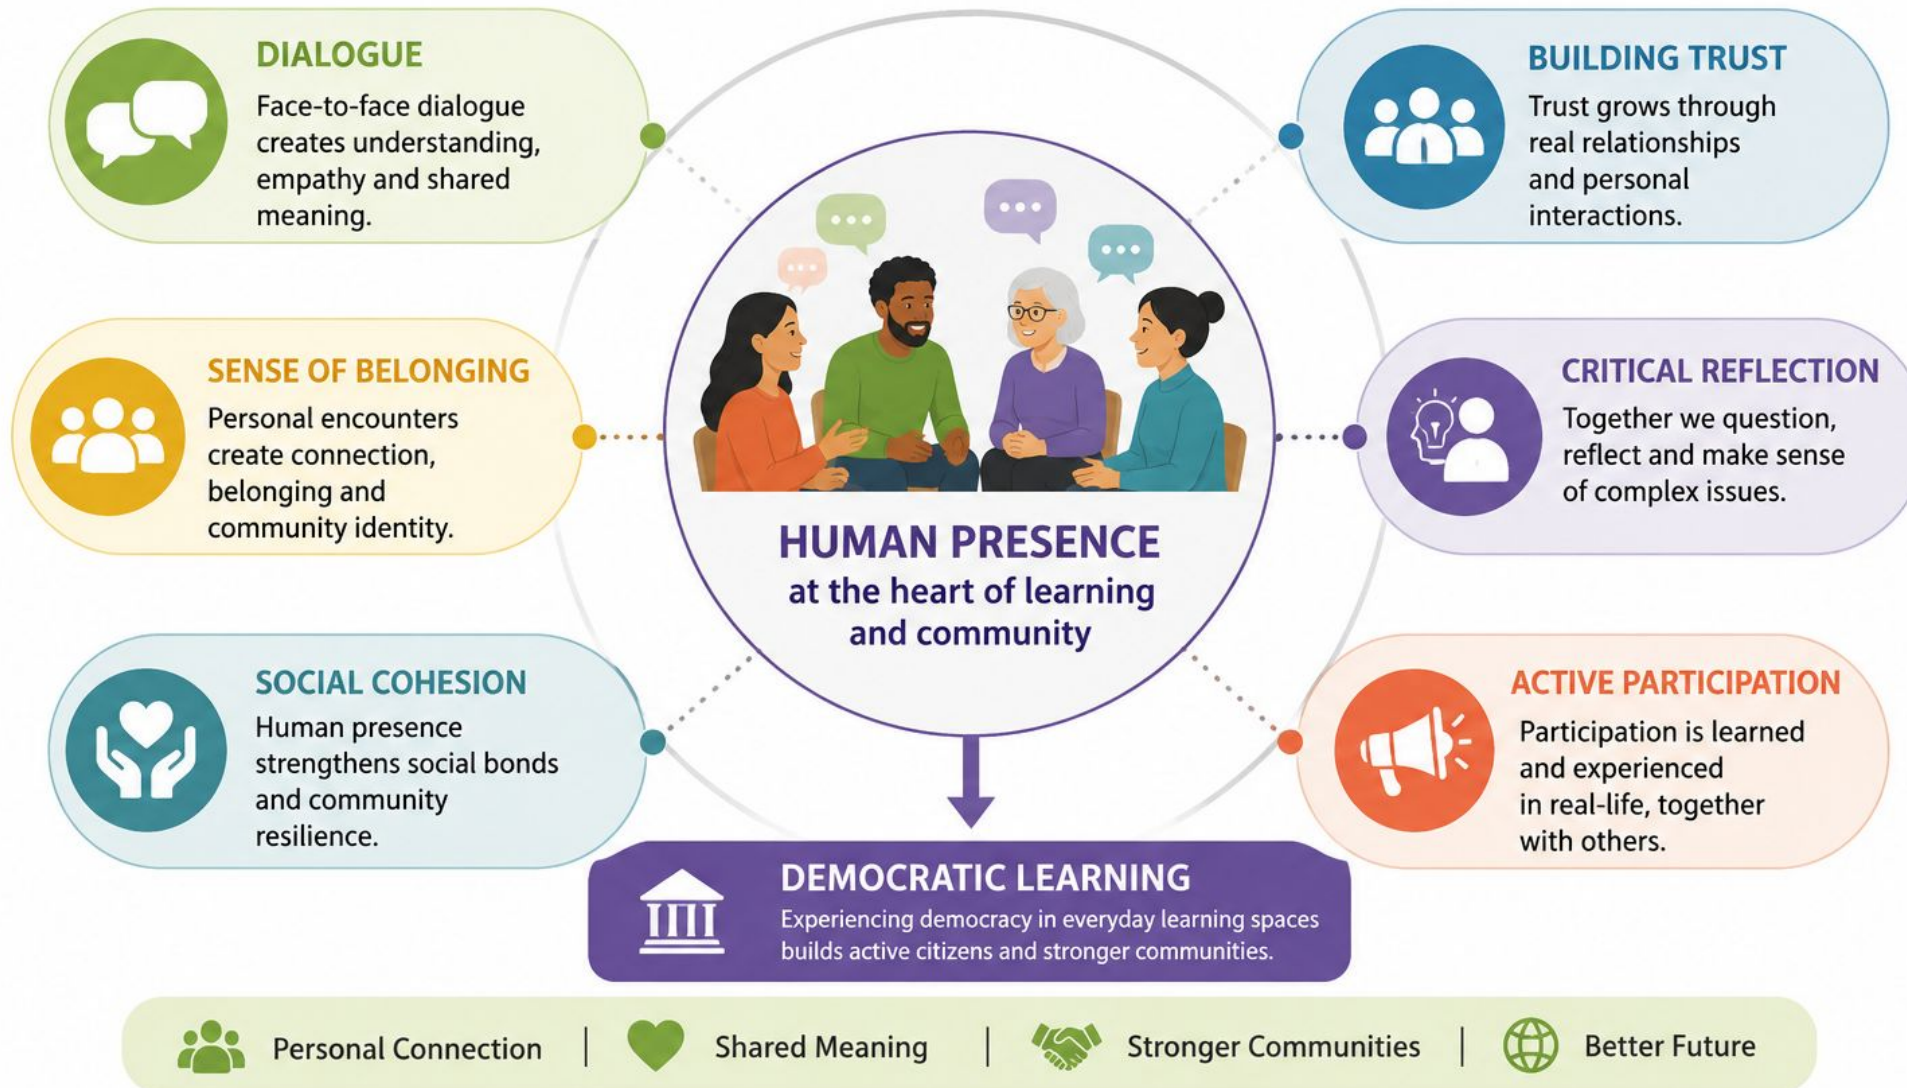 DIALOGUE
Face-to-face dialogue
creates understanding,
empathy and shared
meaning.
SENSE OF BELONGING
Personal encounters
create connection,
belonging and
community identity.
SOCIAL COHESION
Human presence
strengthens social bonds
and community
resilience.
HUMAN PRESENCE
at the heart of learning
and community
BUILDING TRUST
Trust grows through
real relationships
and personal
interactions.
CRITICAL REFLECTION
Together we question,
reflect and make sense
of complex issues.
ACTIVE PARTICIPATION
Participation is learned
and experienced
in real-life, together
with others.
DEMOCRATIC LEARNING
Experiencing democracy in everyday learning spaces
builds active citizens and stronger communities.
Personal Connection | Shared Meaning | Stronger Communities | Better Future